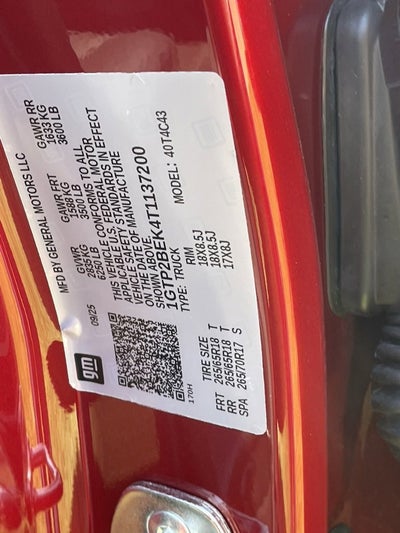 MFD BY GENERAL MOTORS LLC
09/25 GVWR GAWR FRT GAWR RR
2835 KG 1588 KG 1633 KG
6250 LB 3500 LB 3600 LB
THIS VEHICLE CONFORMS TO ALL
APPLICABLE U.S. FEDERAL MOTOR
VEHICLE SAFETY STANDARDS IN EFFECT
ON THE DATE OF MANUFACTURE
SHOWN ABOVE
1GTP2BEK4T1137200
TYPE: TRUCK MODEL: 40T4C43
gm
170H
TIRE SIZE RIM
FRT 265/65R18 T 18X8.5J
RR 265/65R18 T 18X8.5J
SPA 265/70R17 S 17X8J